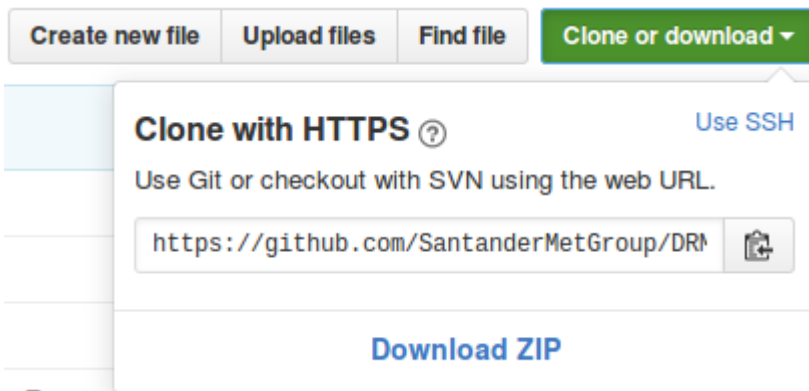 Create new file Upload files Find file Clone or download
Clone with HTTPS ?
Use SSH
Use Git or checkout with SVN using the web URL.
https://github.com/SantanderMetGroup/DRM
Download ZIP